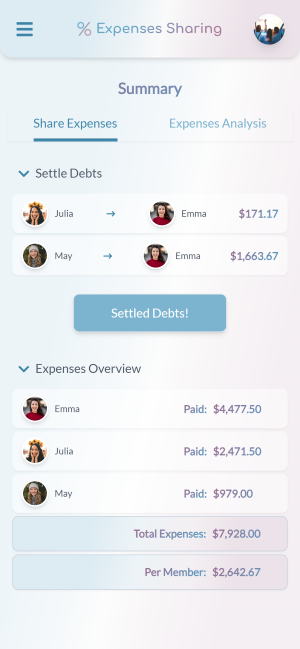 % Expenses Sharing
Summary
Share Expenses Expenses Analysis
Settle Debts
Julia → Emma $171.17
May → Emma $1,663.67
Settled Debts!
Expenses Overview
Emma Paid: $4,477.50
Julia Paid: $2,471.50
May Paid: $979.00
Total Expenses: $7,928.00
Per Member: $2,642.67